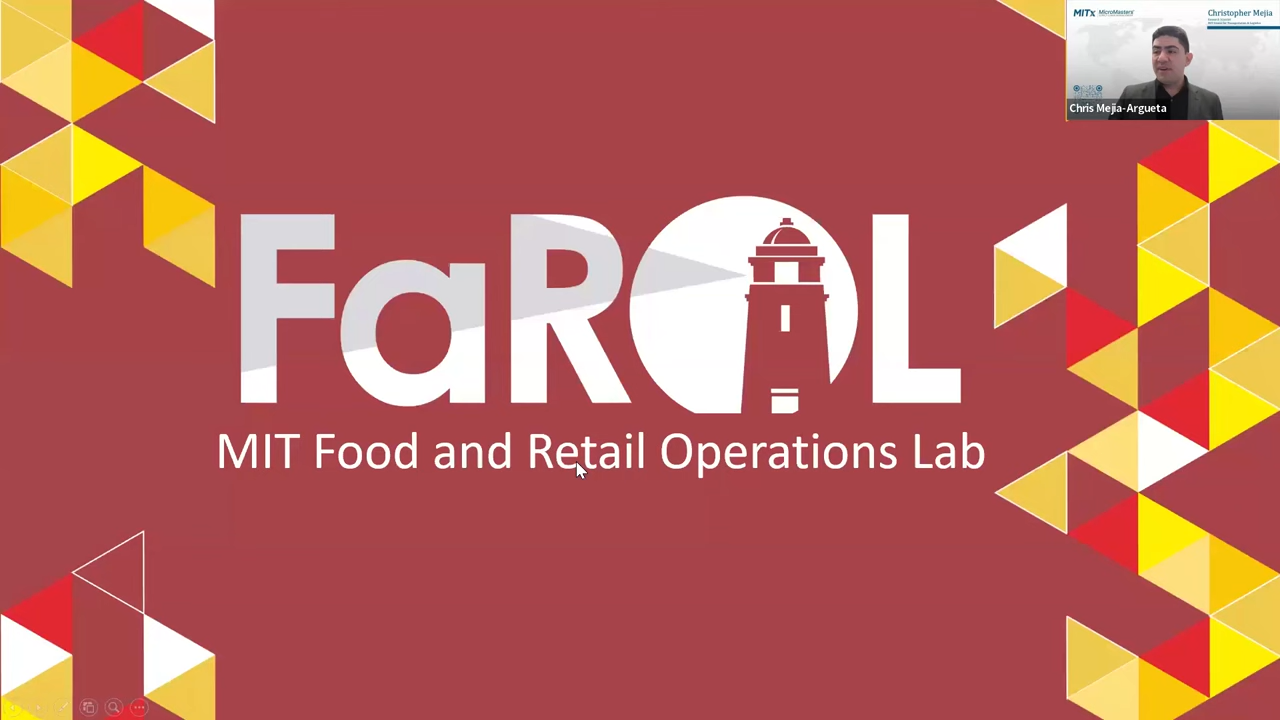 MITx MicroMasters
Christopher Mejia
Chris Mejia-Argueta
FaROL
MIT Food and Retail Operations Lab